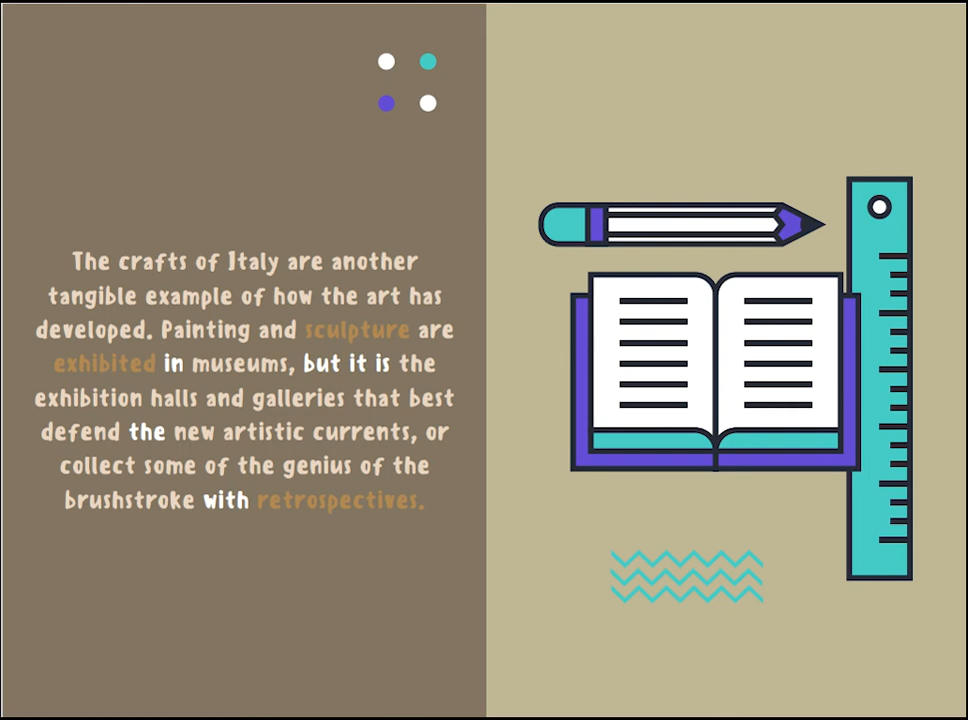 The crafts of Italy are another
tangible example of how the art has
developed. Painting and sculpture are
exhibited in museums, but it is the
exhibition halls and galleries that best
defend the new artistic currents, or
collect some of the genius of the
brushstroke with retrospectives.